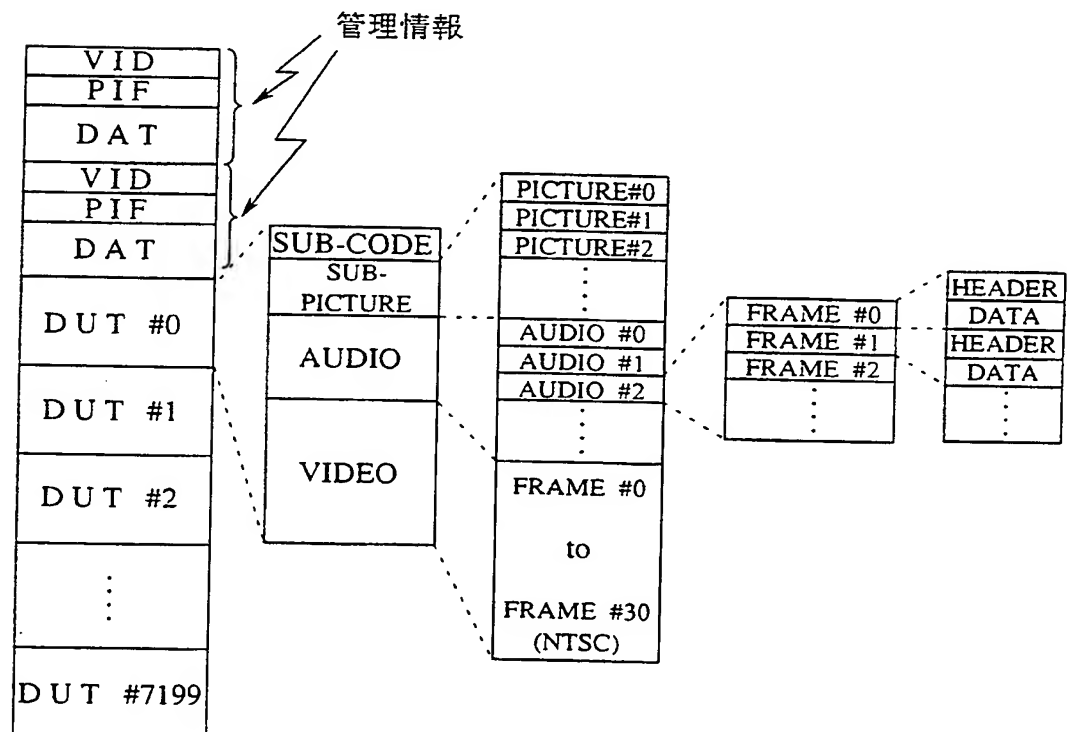 管理情報
VID
PIF
DAT
VID
PIF
DAT
DUT #0
DUT #1
DUT #2
DUT #7199
SUB-CODE
SUB-
PICTURE
AUDIO
VIDEO
PICTURE#0
PICTURE#1
PICTURE#2
AUDIO #0
AUDIO #1
AUDIO #2
FRAME #0
to
FRAME #30
(NTSC)
FRAME #0
FRAME #1
FRAME #2
HEADER
DATA
HEADER
DATA